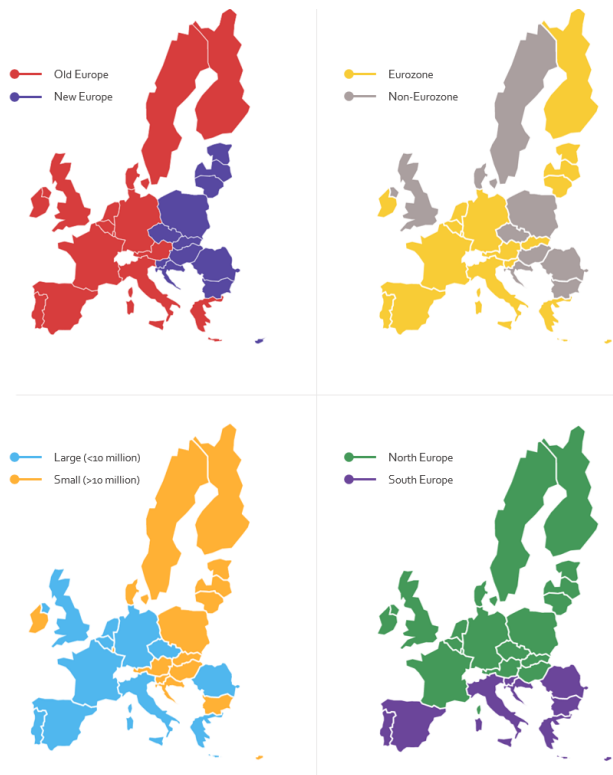 Old Europe
New Europe
Eurozone
Non-Eurozone
Large (<10 million)
Small (>10 million)
North Europe
South Europe